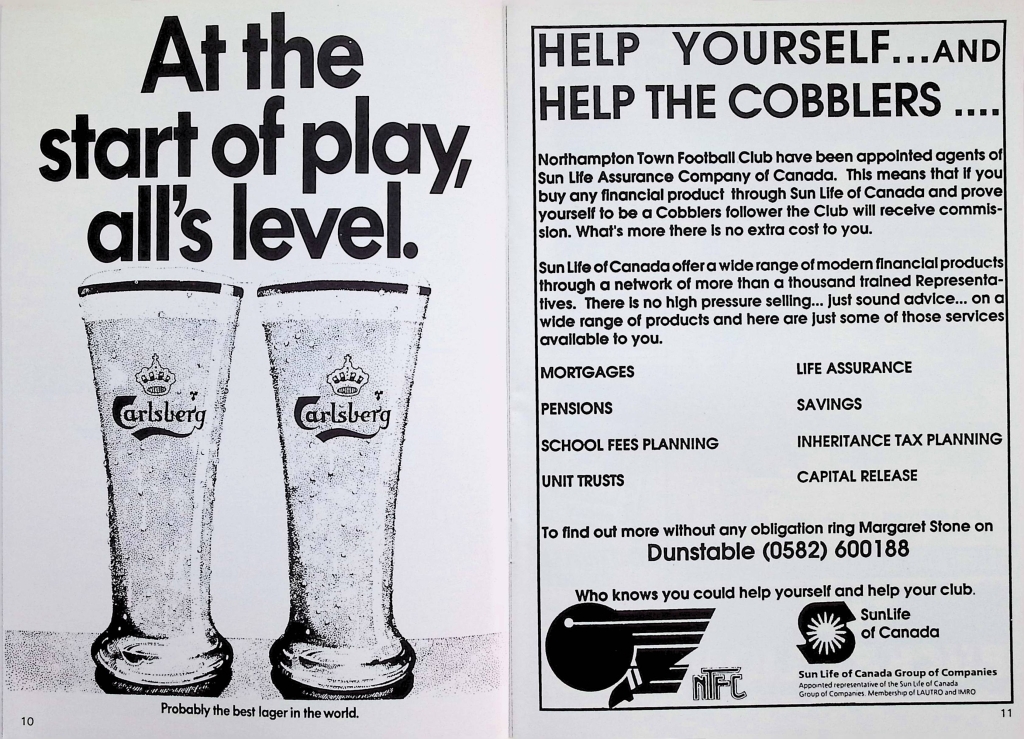 At the
start of play,
all's level.
Carlsberg
Carlsberg
Probably the best lager in the world.
10
HELP YOURSELF...AND
HELP THE COBBLERS ....
Northampton Town Football Club have been appointed agents of
Sun Life Assurance Company of Canada. This means that if you
buy any financial product through Sun Life of Canada and prove
yourself to be a Cobblers follower the Club will receive commis-
sion. What's more there is no extra cost to you.
Sun Life of Canada offer a wide range of modern financial products
through a network of more than a thousand trained Representa-
tives. There is no high pressure selling... just sound advice... on a
wide range of products and here are just some of those services
available to you.
MORTGAGES
LIFE ASSURANCE
PENSIONS
SAVINGS
SCHOOL FEES PLANNING
INHERITANCE TAX PLANNING
UNIT TRUSTS
CAPITAL RELEASE
To find out more without any obligation ring Margaret Stone on
Dunstable (0582) 600188
Who knows you could help yourself and help your club.
NTFC
SunLife
of Canada
Sun Life of Canada Group of Companies
Appointed representative of the Sun Life of Canada
Group of Companies. Membership of LAUTRO and IMRO
11